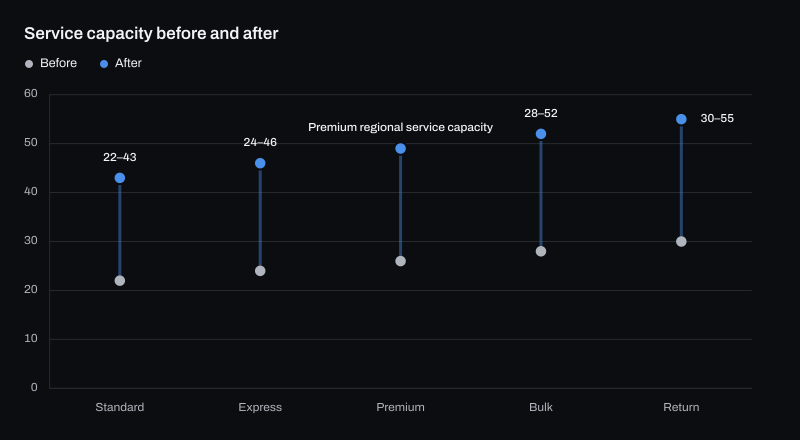 Service capacity before and after
Before After
60
50
40
30
20
10
0
22–43
24–46
Premium regional service capacity
28–52
30–55
Standard Express Premium Bulk Return